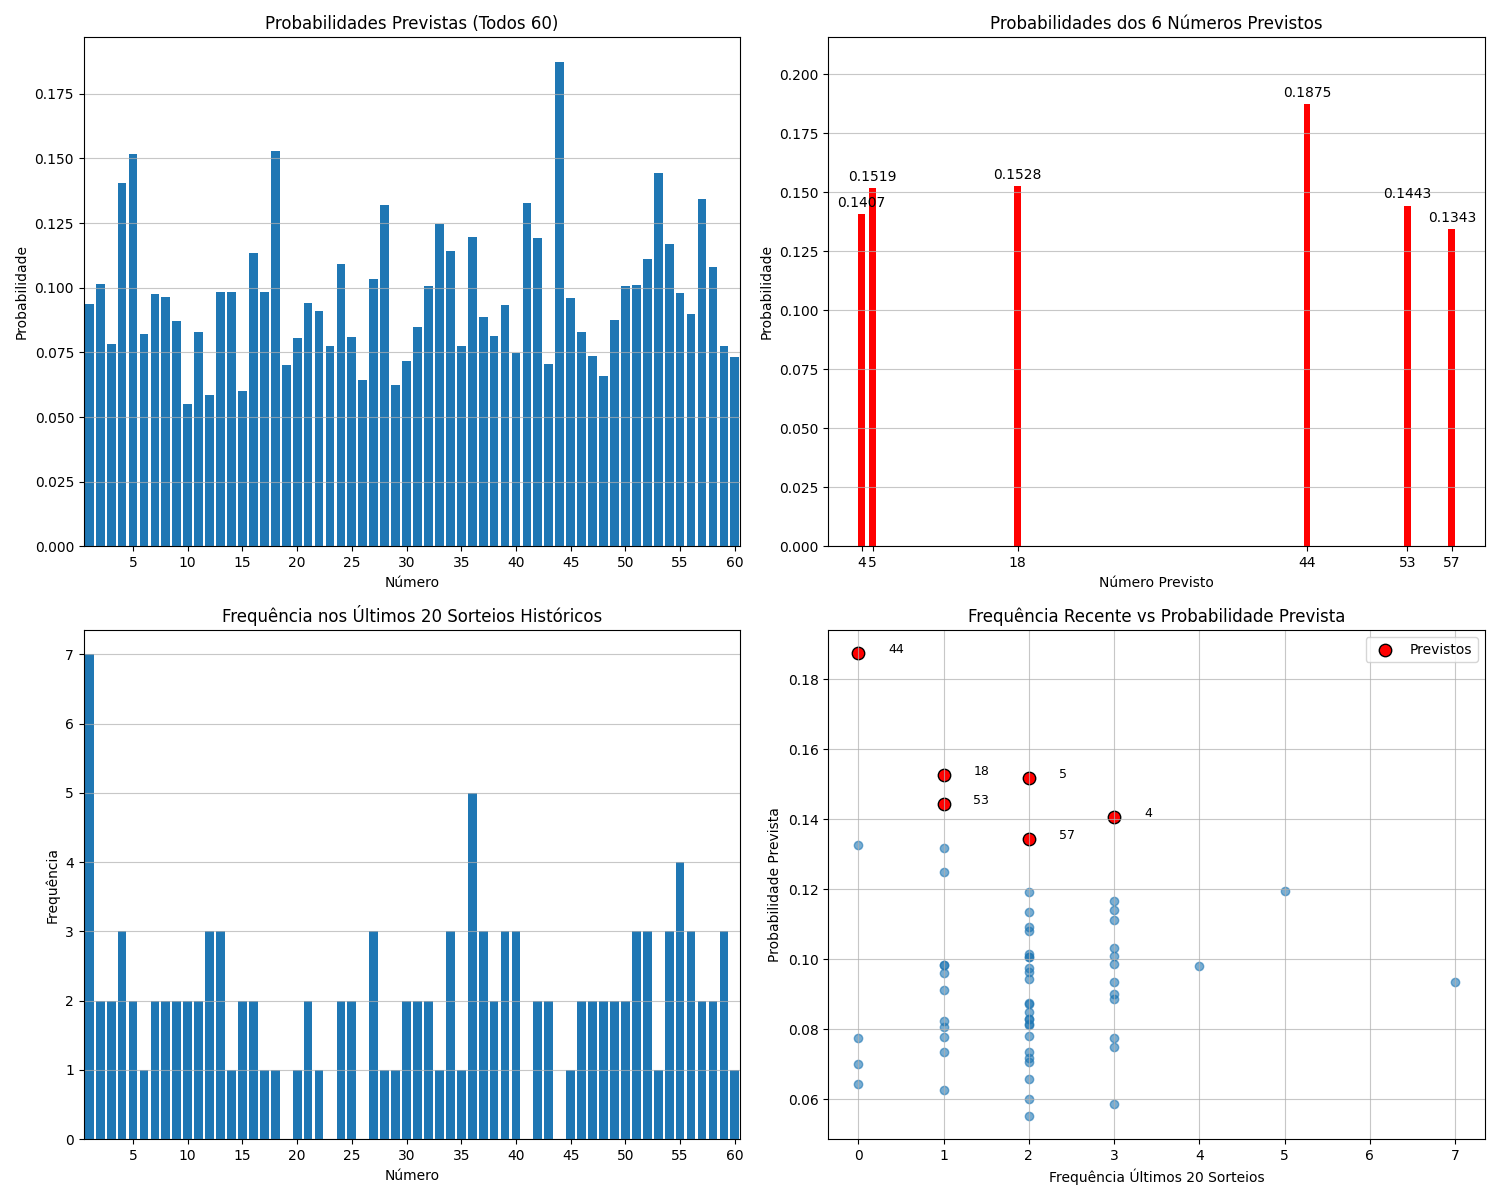 Probabilidades Previstas (Todos 60)
Probabilidade
0.175
0.150
0.125
0.100
0.075
0.050
0.025
0.000
5 10 15 20 25 30 35 40 45 50 55 60
Número
Probabilidades dos 6 Números Previstos
Probabilidade
0.200
0.175
0.150
0.125
0.100
0.075
0.050
0.025
0.000
0.1407
0.1519
0.1528
0.1875
0.1443
0.1343
4 5 18 44 53 57
Número Previsto
Frequência nos Últimos 20 Sorteios Históricos
Frequência
7
6
5
4
3
2
1
0
5 10 15 20 25 30 35 40 45 50 55 60
Número
Frequência Recente vs Probabilidade Prevista
Probabilidade Prevista
0.18
0.16
0.14
0.12
0.10
0.08
0.06
Previstos
44
18
5
53
4
57
0 1 2 3 4 5 6 7
Frequência Últimos 20 Sorteios